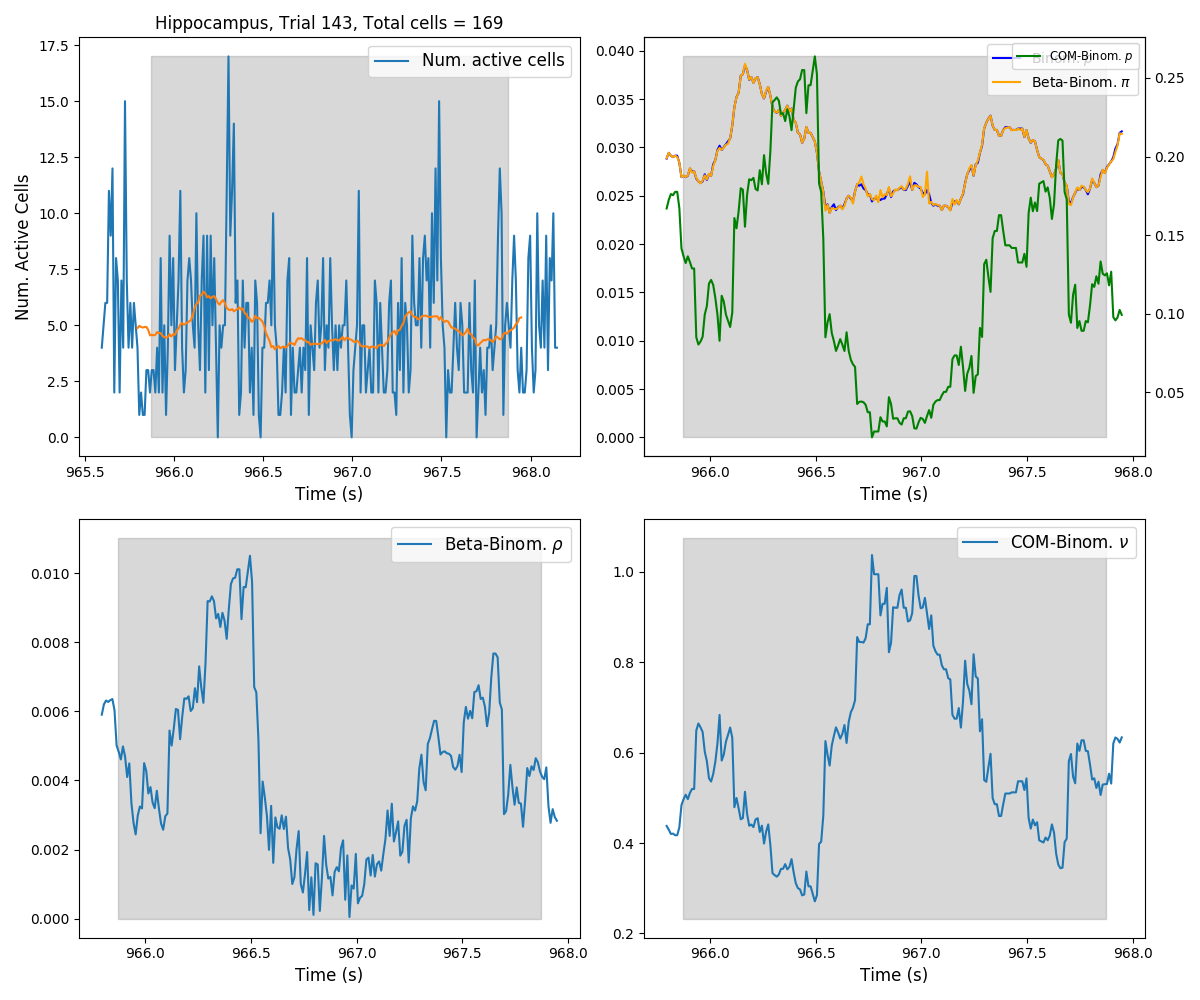 Hippocampus, Trial 143, Total cells = 169
Num. active cells
17.5
15.0
12.5
10.0
7.5
5.0
2.5
0.0
Num. Active Cells
965.5 966.0 966.5 967.0 967.5 968.0
Time (s)
COM-Binom. p
Binom. p
Beta-Binom. π
0.040
0.035
0.030
0.025
0.020
0.015
0.010
0.005
0.000
0.25
0.20
0.15
0.10
0.05
966.0 966.5 967.0 967.5 968.0
Time (s)
Beta-Binom. ρ
0.010
0.008
0.006
0.004
0.002
0.000
966.0 966.5 967.0 967.5 968.0
Time (s)
COM-Binom. ν
1.0
0.8
0.6
0.4
0.2
966.0 966.5 967.0 967.5 968.0
Time (s)